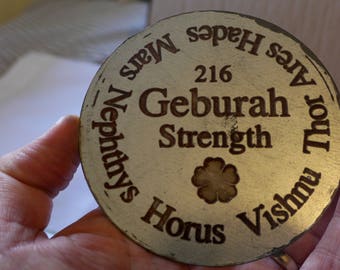 216
Geburah
Strength
Mars Nephthys Horus Vishnu Thor Ares Hades